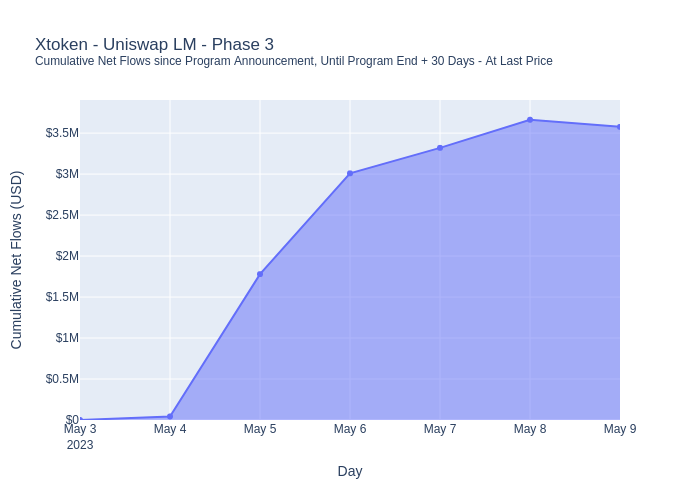 Xtoken - Uniswap LM - Phase 3
Cumulative Net Flows since Program Announcement, Until Program End + 30 Days - At Last Price
Cumulative Net Flows (USD)
$3.5M
$3M
$2.5M
$2M
$1.5M
$1M
$0.5M
$0
May 3 May 4 May 5 May 6 May 7 May 8 May 9
2023
Day